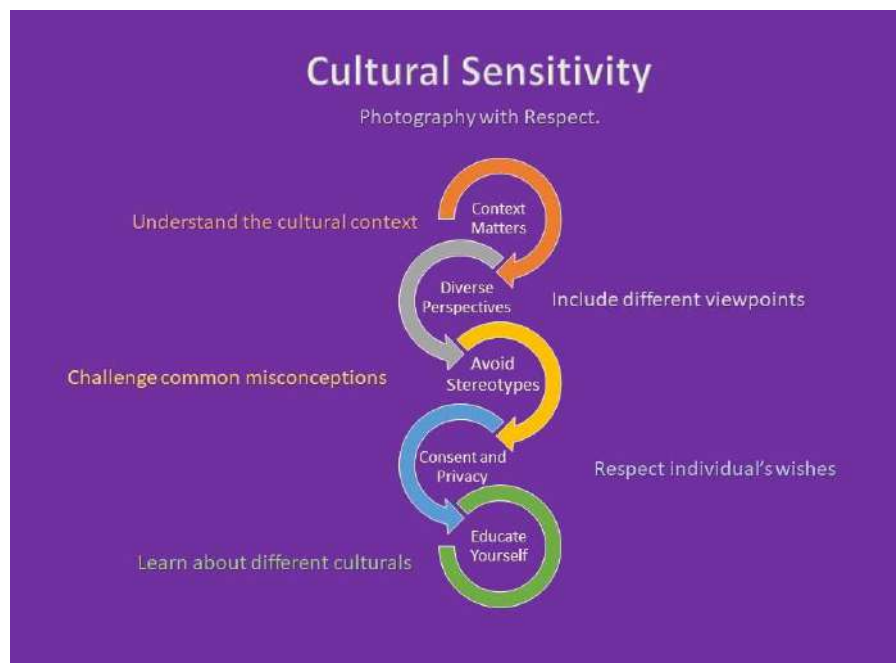 Cultural Sensitivity
Photography with Respect.
Understand the cultural context
Context
Matters
Diverse
Perspectives
Include different viewpoints
Challenge common misconceptions
Avoid
Stereotypes
Consent and
Privacy
Respect individual's wishes
Learn about different culturals
Educate
Yourself